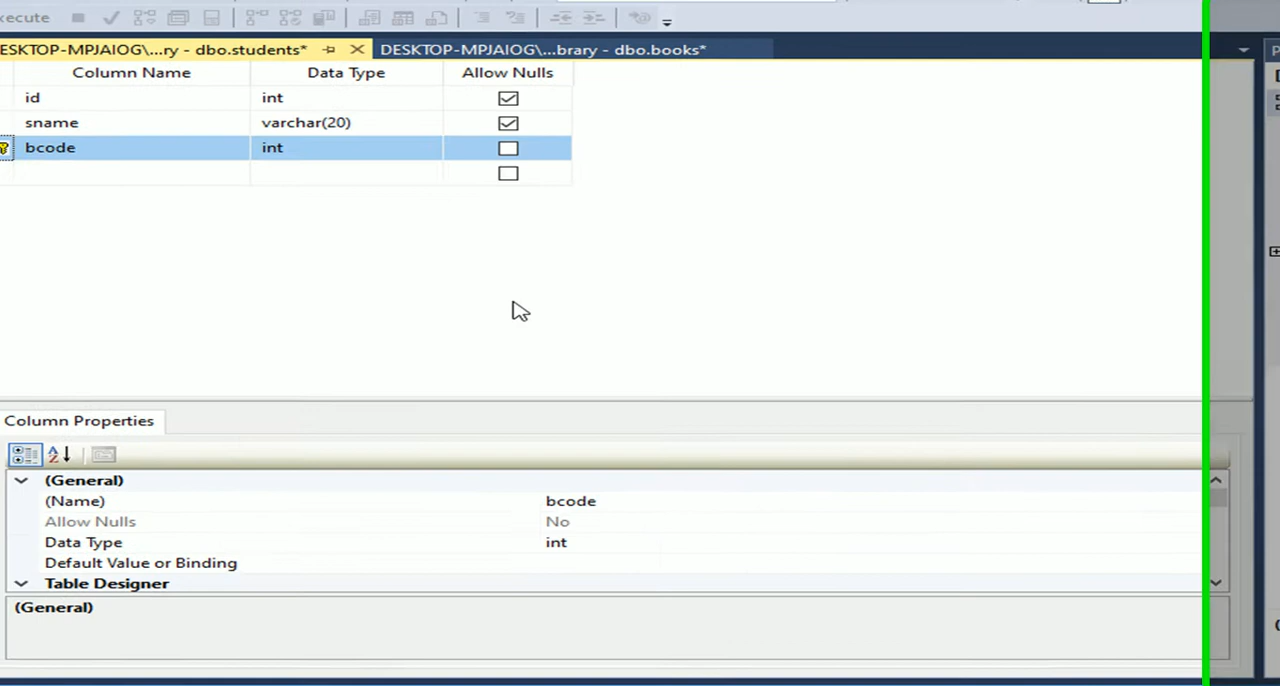 xecute
ESKTOP-MPJAIOG\...ry - dbo.students* DESKTOP-MPJAIOG\...brary - dbo.books*
Column Name Data Type Allow Nulls
id int
sname varchar(20)
bcode int
Column Properties
(General)
(Name) bcode
Allow Nulls No
Data Type int
Default Value or Binding
Table Designer
(General)